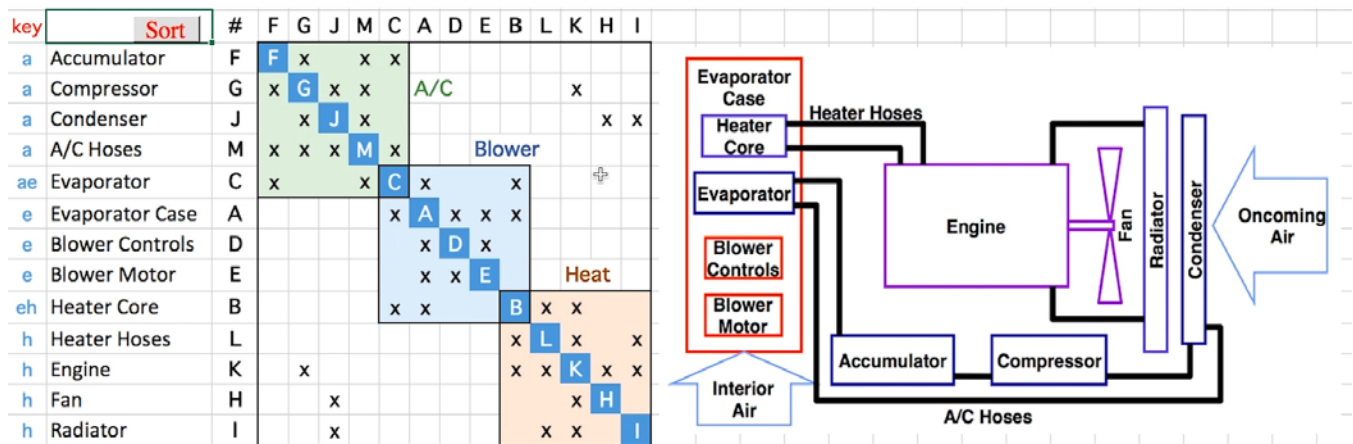 key Sort # F G J M C A D E B L K H I
a Accumulator F F x x x
a Compressor G x G x x A/C x
a Condenser J x J x x x
a A/C Hoses M x x x M x Blower
ae Evaporator C x x C x x
e Evaporator Case A x A x x x
e Blower Controls D x D x
e Blower Motor E x x E Heat
eh Heater Core B x x B x x
h Heater Hoses L x L x x
h Engine K x x x K x x
h Fan H x x H
h Radiator I x x x I
Evaporator
Case
Heater
Core
Heater Hoses
Evaporator
Blower
Controls
Blower
Motor
Interior
Air
Accumulator
Compressor
A/C Hoses
Engine
Fan
Radiator
Condenser
Oncoming
Air